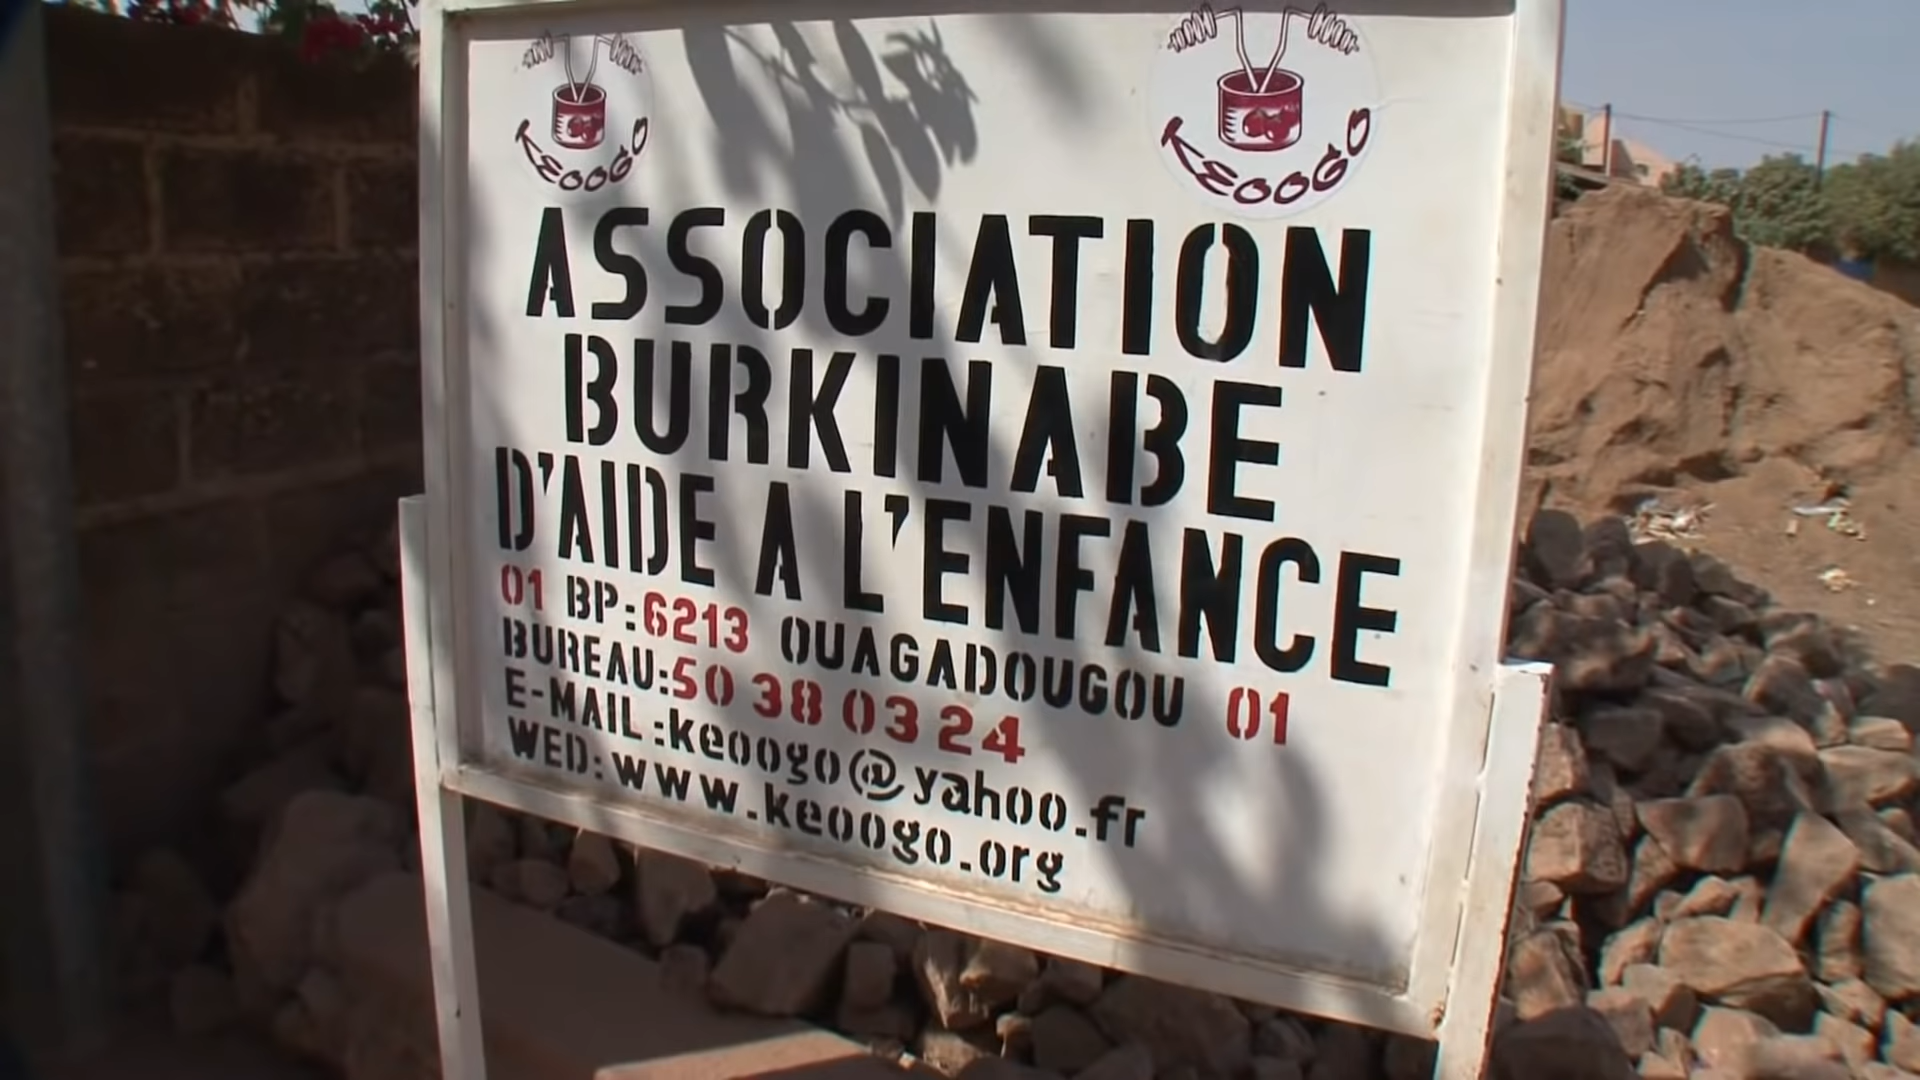 KEOOGO KEOOGO
ASSOCIATION
BURKINABE
D'AIDE A L'ENFANCE
01 BP:6213 OUAGADOUGOU 01
BUREAU:50 38 03 24
E-MAIL:keoogo@yahoo.fr
WED:www.keoogo.org